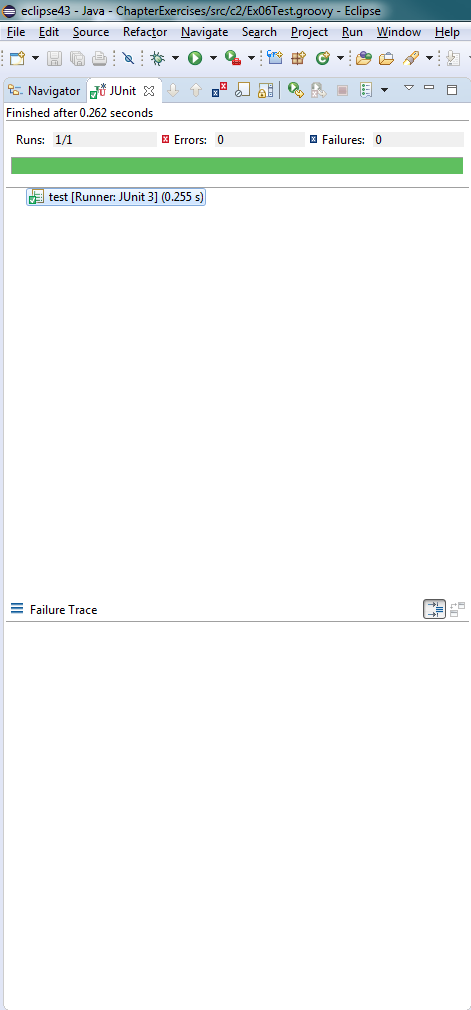 eclipse43 - Java - ChapterExercises/src/c2/Ex06Test.groovy - Eclipse
File Edit Source Refactor Navigate Search Project Run Window Help
Navigator JUnit
Finished after 0.262 seconds
Runs: 1/1 Errors: 0 Failures: 0
test [Runner: JUnit 3] (0.255 s)
Failure Trace